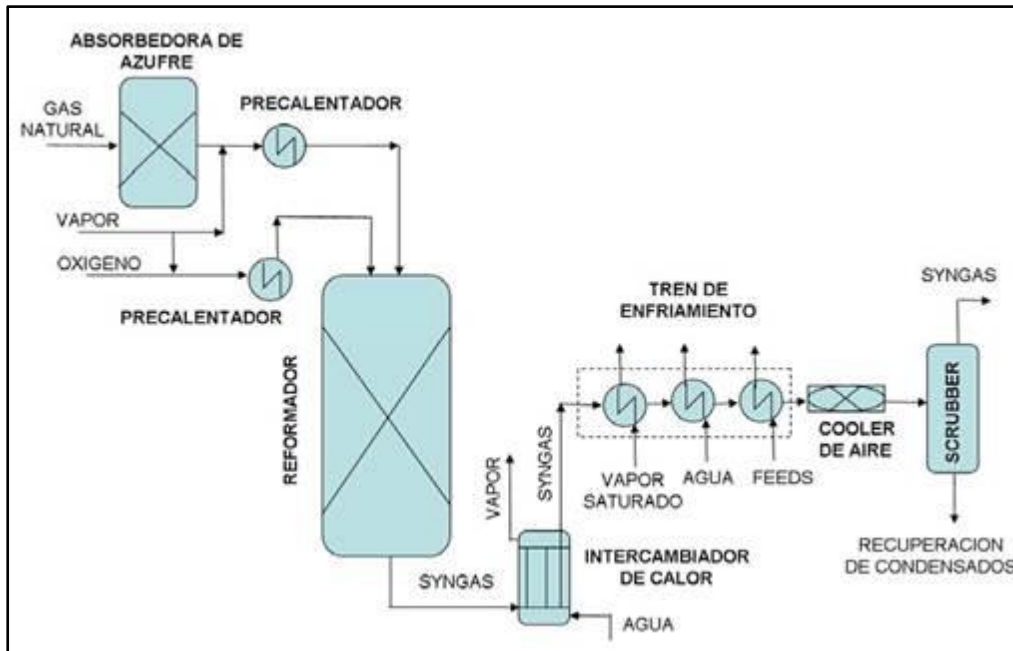 ABSORBEDORA DE
AZUFRE
GAS
NATURAL
PRECALENTADOR
VAPOR
OXIGENO
PRECALENTADOR
REFORMADOR
SYNGAS
VAPOR
SYNGAS
INTERCAMBIADOR
DE CALOR
AGUA
TREN DE
ENFRIAMIENTO
VAPOR
SATURADO
AGUA
FEEDS
COOLER
DE AIRE
SYNGAS
SCRUBBER
RECUPERACION
DE CONDENSADOS